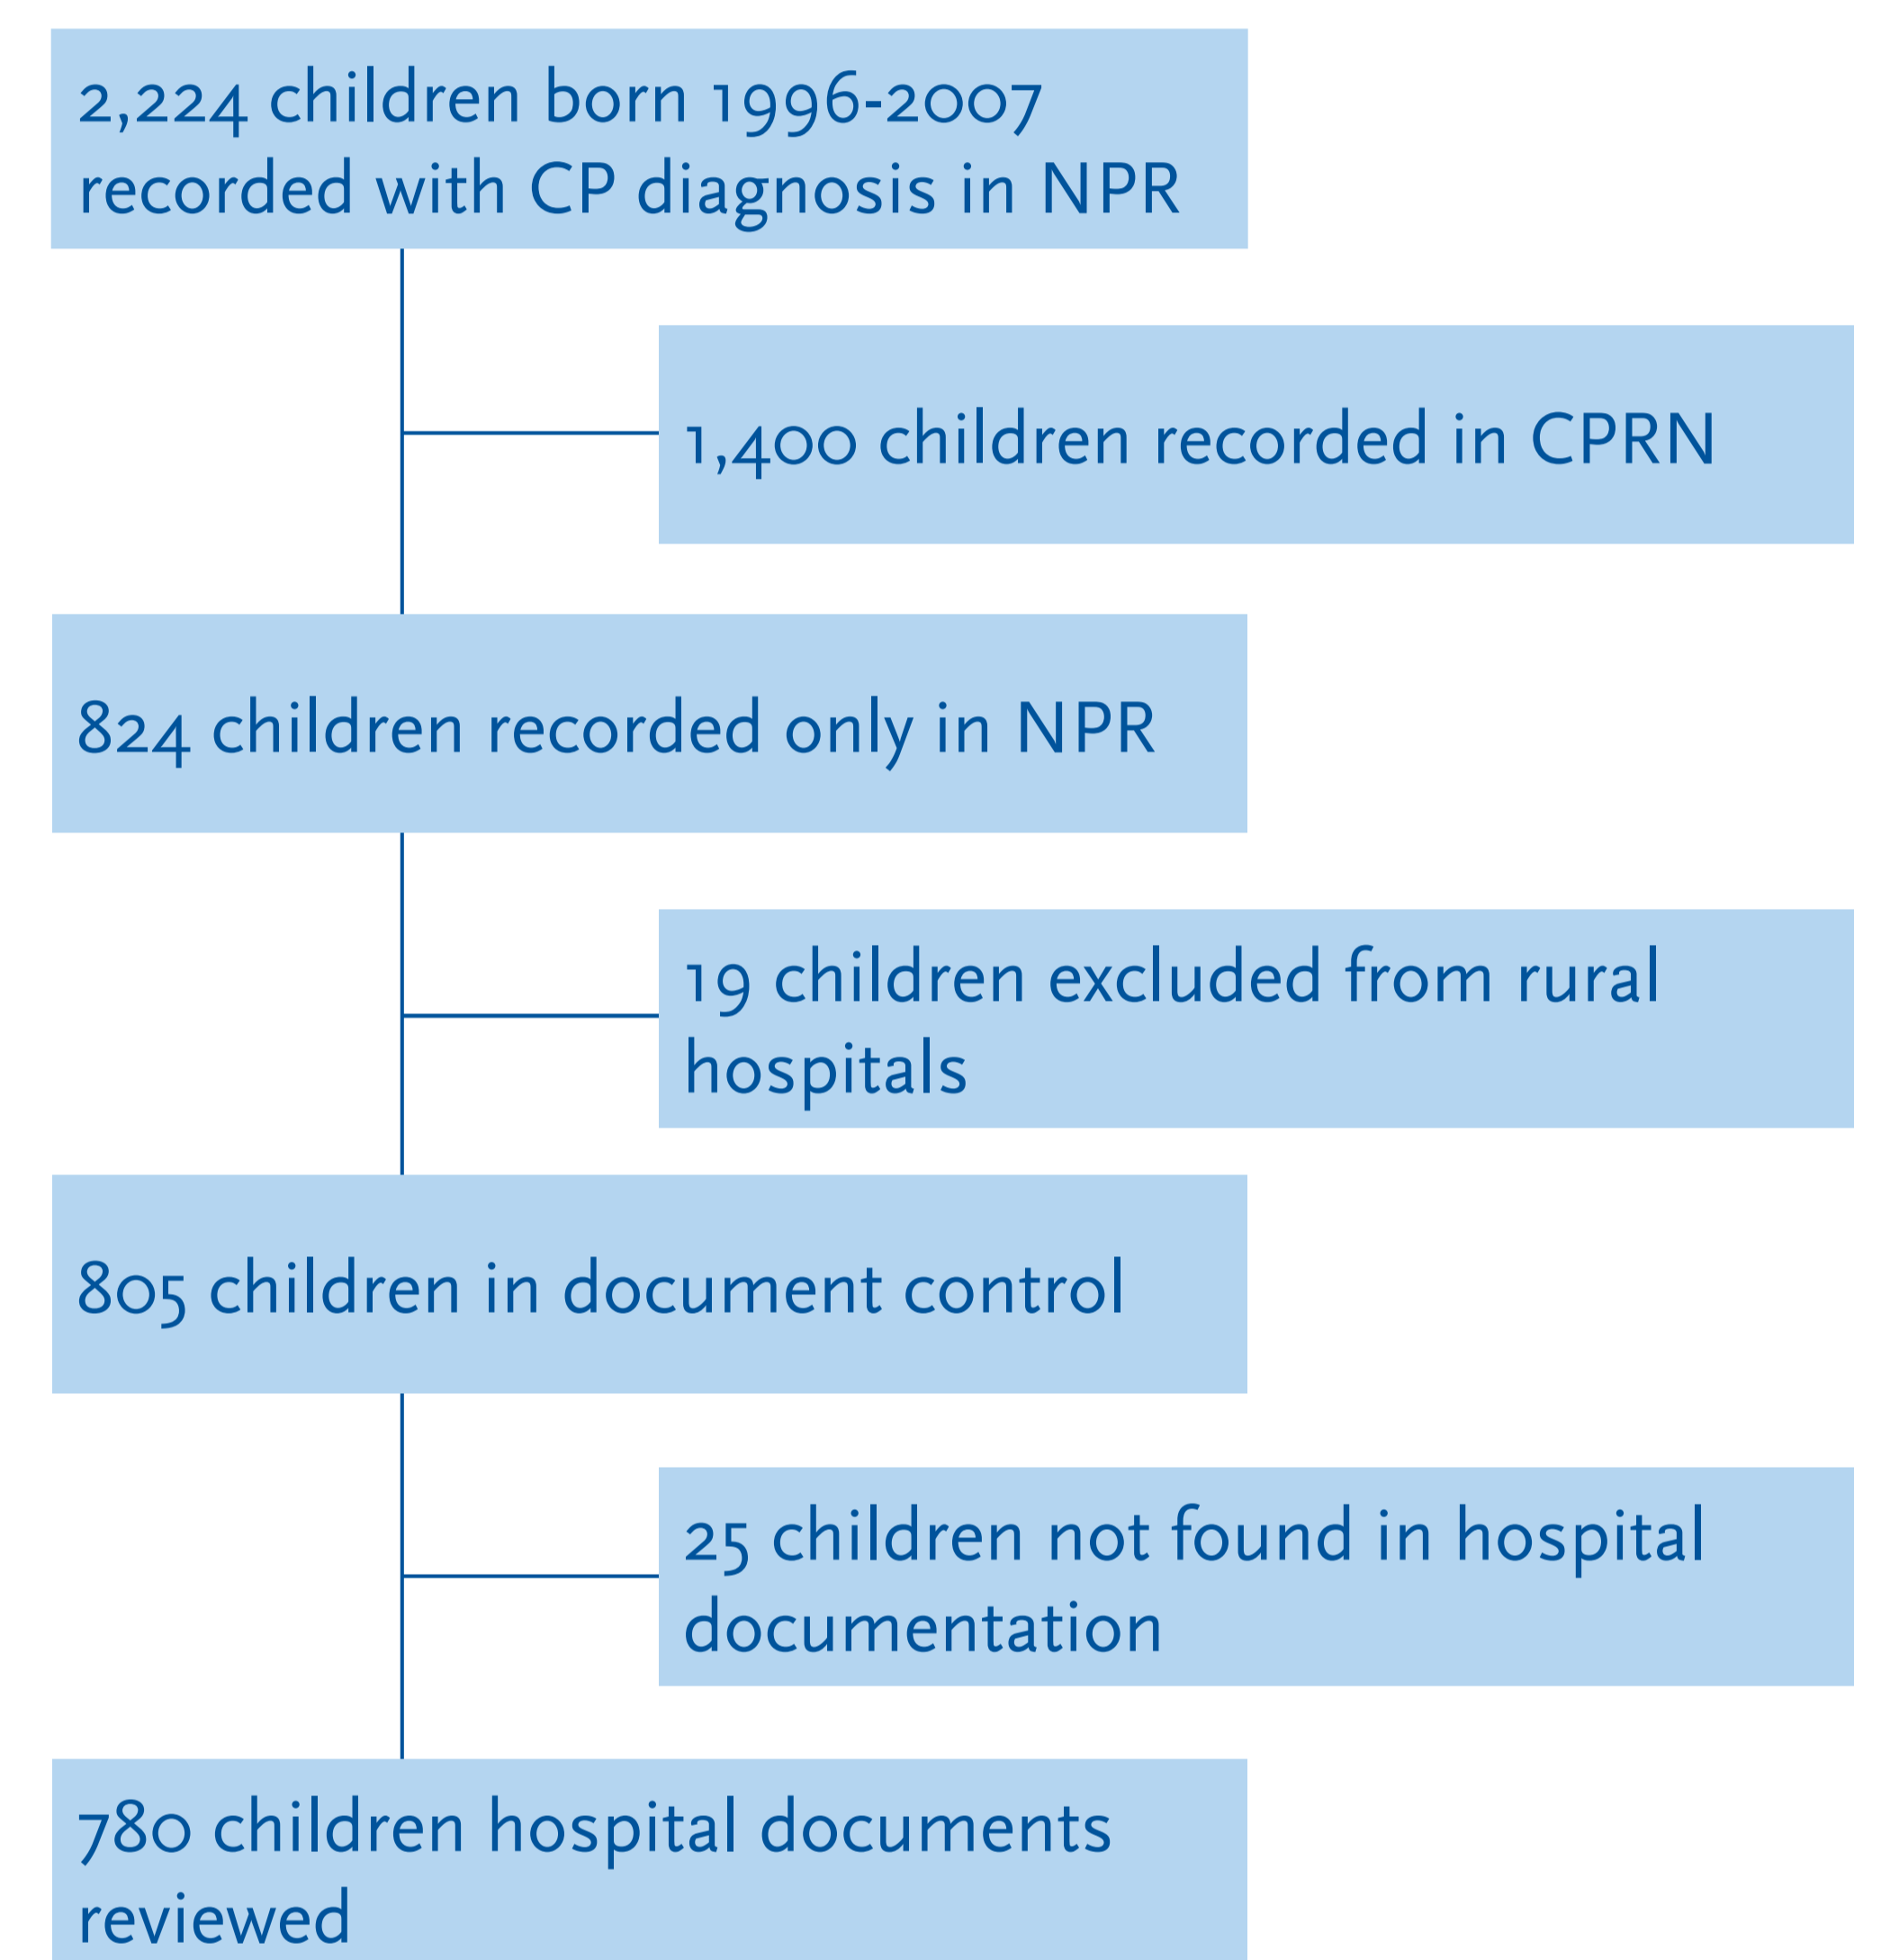 2,224 children born 1996-2007
recorded with CP diagnosis in NPR
1,400 children recorded in CPRN
824 children recorded only in NPR
19 children excluded from rural
hospitals
805 children in document control
25 children not found in hospital
documentation
780 children hospital documents
reviewed